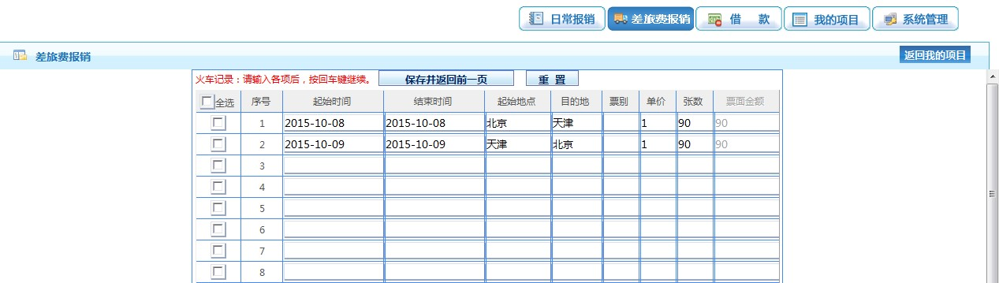 日常报销 差旅费报销 借 款 我的项目 系统管理
差旅费报销 返回我的项目
火车记录：请输入各项后，按回车键继续。 保存并返回前一页 重 置
全选 序号 起始时间 结束时间 起始地点 目的地 票别 单价 张数 票面金额
1 2015-10-08 2015-10-08 北京 天津 1 90 90
2 2015-10-09 2015-10-09 天津 北京 1 90 90
3
4
5
6
7
8